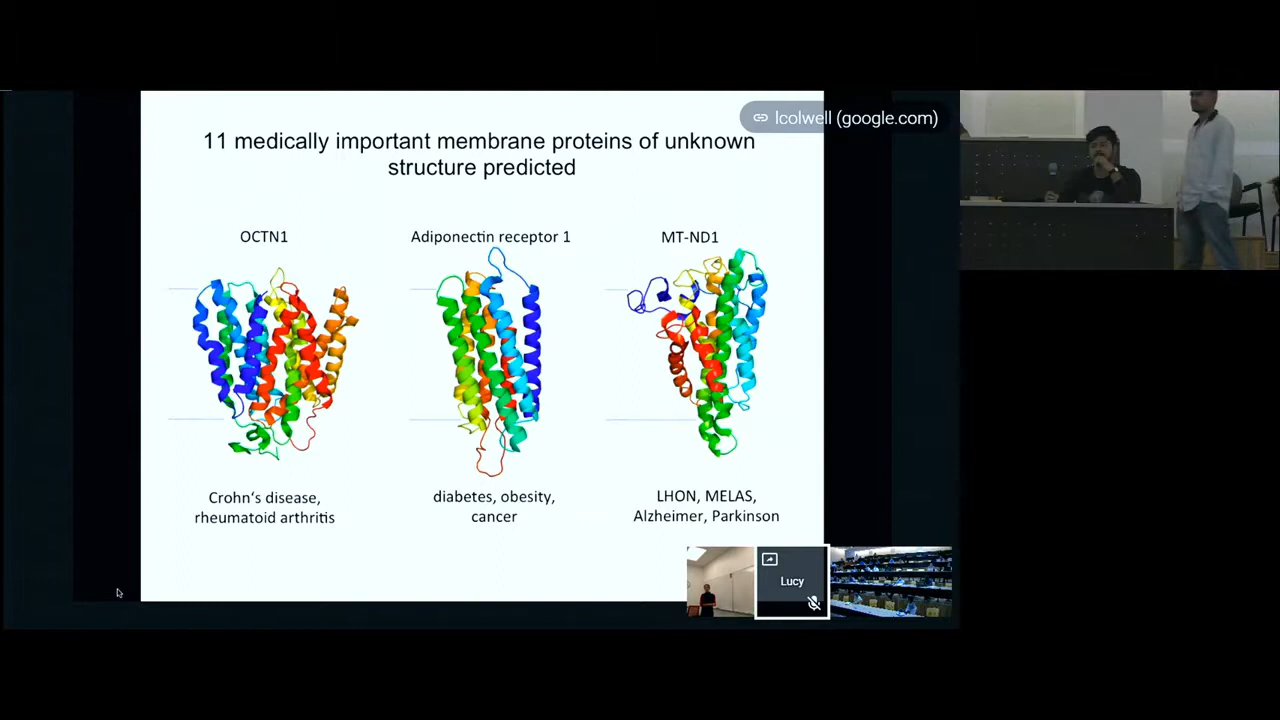 lcolwell (google.com)
11 medically important membrane proteins of unknown
structure predicted
OCTN1
Adiponectin receptor 1
MT-ND1
Crohn‘s disease,
rheumatoid arthritis
diabetes, obesity,
cancer
LHON, MELAS,
Alzheimer, Parkinson
Lucy